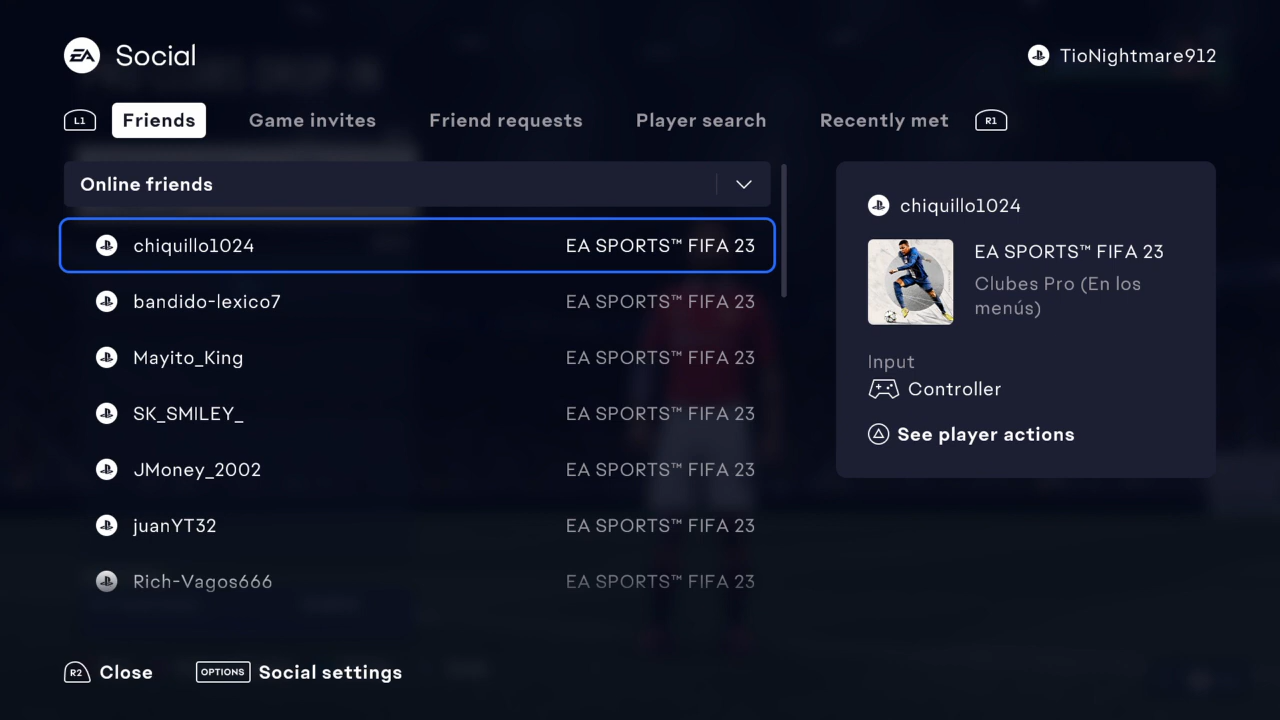 EA Social
TioNightmare912
L1 Friends Game invites Friend requests Player search Recently met R1
Online friends
chiquillo1024 EA SPORTS™ FIFA 23
bandido-lexico7 EA SPORTS™ FIFA 23
Mayito_King EA SPORTS™ FIFA 23
SK_SMILEY_ EA SPORTS™ FIFA 23
JMoney_2002 EA SPORTS™ FIFA 23
juanYT32 EA SPORTS™ FIFA 23
Rich-Vagos666 EA SPORTS™ FIFA 23
chiquillo1024
EA SPORTS™ FIFA 23
Clubes Pro (En los
menús)
Input
Controller
See player actions
R2 Close OPTIONS Social settings